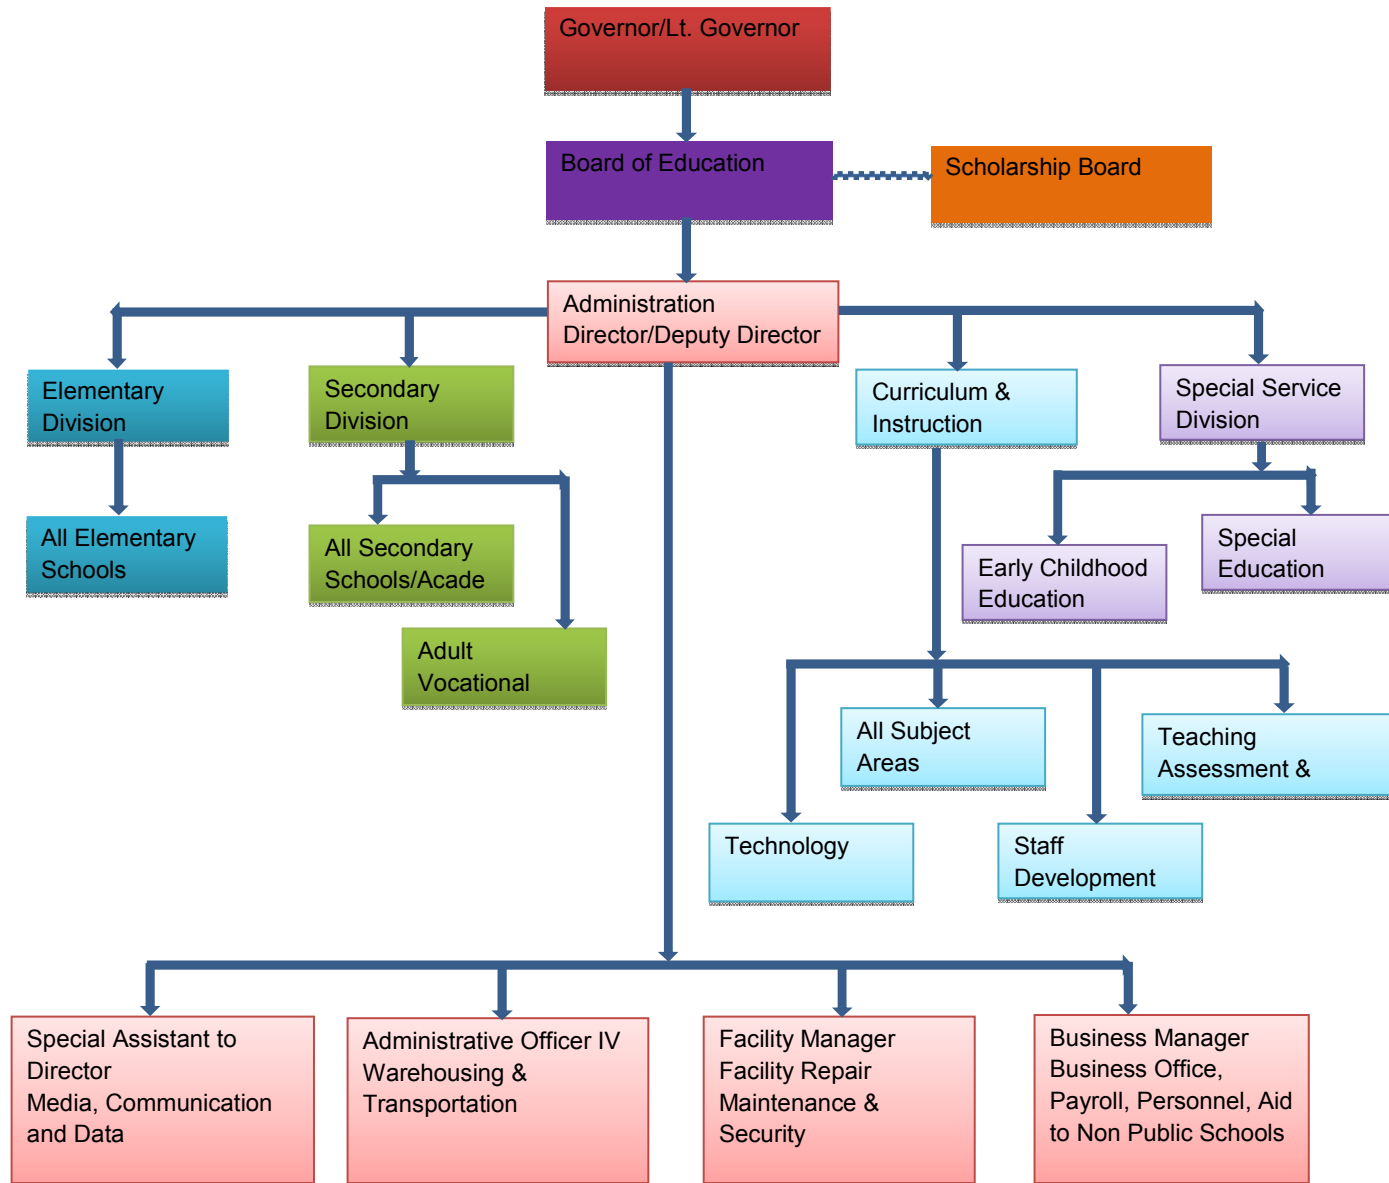 Governor/Lt. Governor
Board of Education
Scholarship Board
Administration
Director/Deputy Director
Elementary
Division
Secondary
Division
Curriculum &
Instruction
Special Service
Division
All Elementary
Schools
All Secondary
Schools/Acade
Early Childhood
Education
Special
Education
Adult
Vocational
All Subject
Areas
Teaching
Assessment &
Technology
Staff
Development
Special Assistant to
Director
Media, Communication
and Data
Administrative Officer IV
Warehousing &
Transportation
Facility Manager
Facility Repair
Maintenance &
Security
Business Manager
Business Office,
Payroll, Personnel, Aid
to Non Public Schools